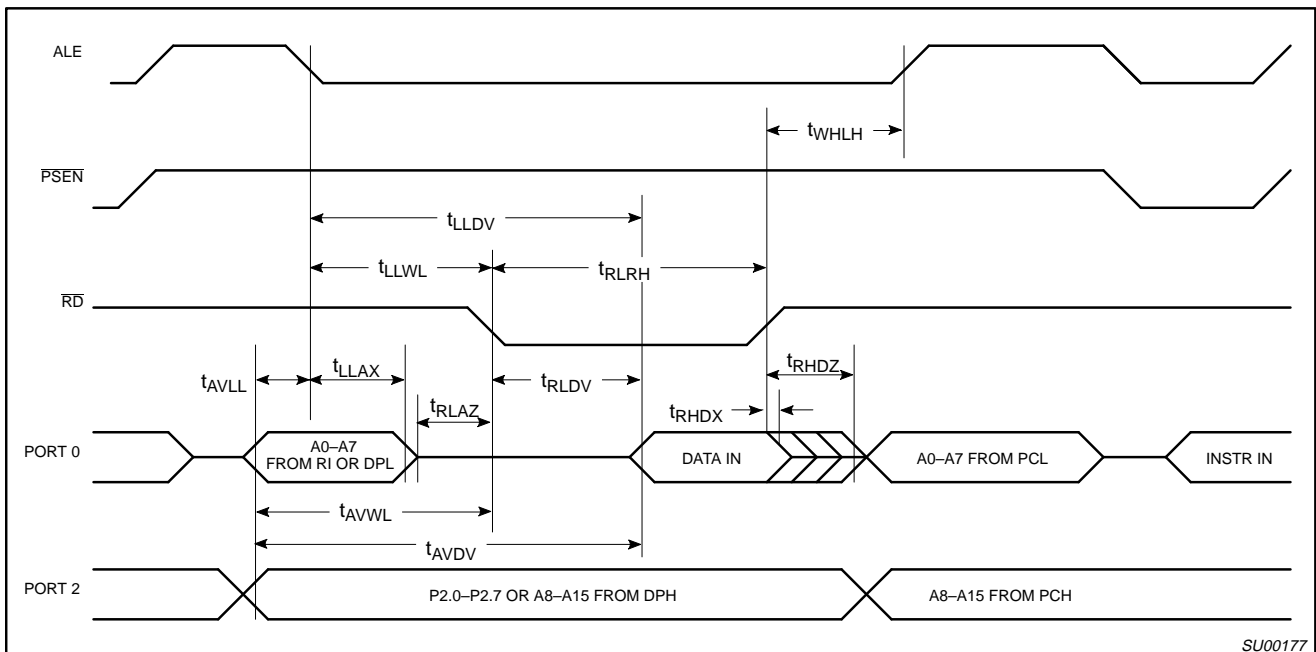 ALE
tWHLH
PSEN
tLLDV
tLLWL
tRLRH
RD
tAVLL
tLLAX
tRLDV
tRHDZ
tRLAZ
tRHDX
PORT 0
A0–A7
FROM RI OR DPL
DATA IN
A0–A7 FROM PCL
INSTR IN
tAVWL
tAVDV
PORT 2
P2.0–P2.7 OR A8–A15 FROM DPH
A8–A15 FROM PCH
SU00177